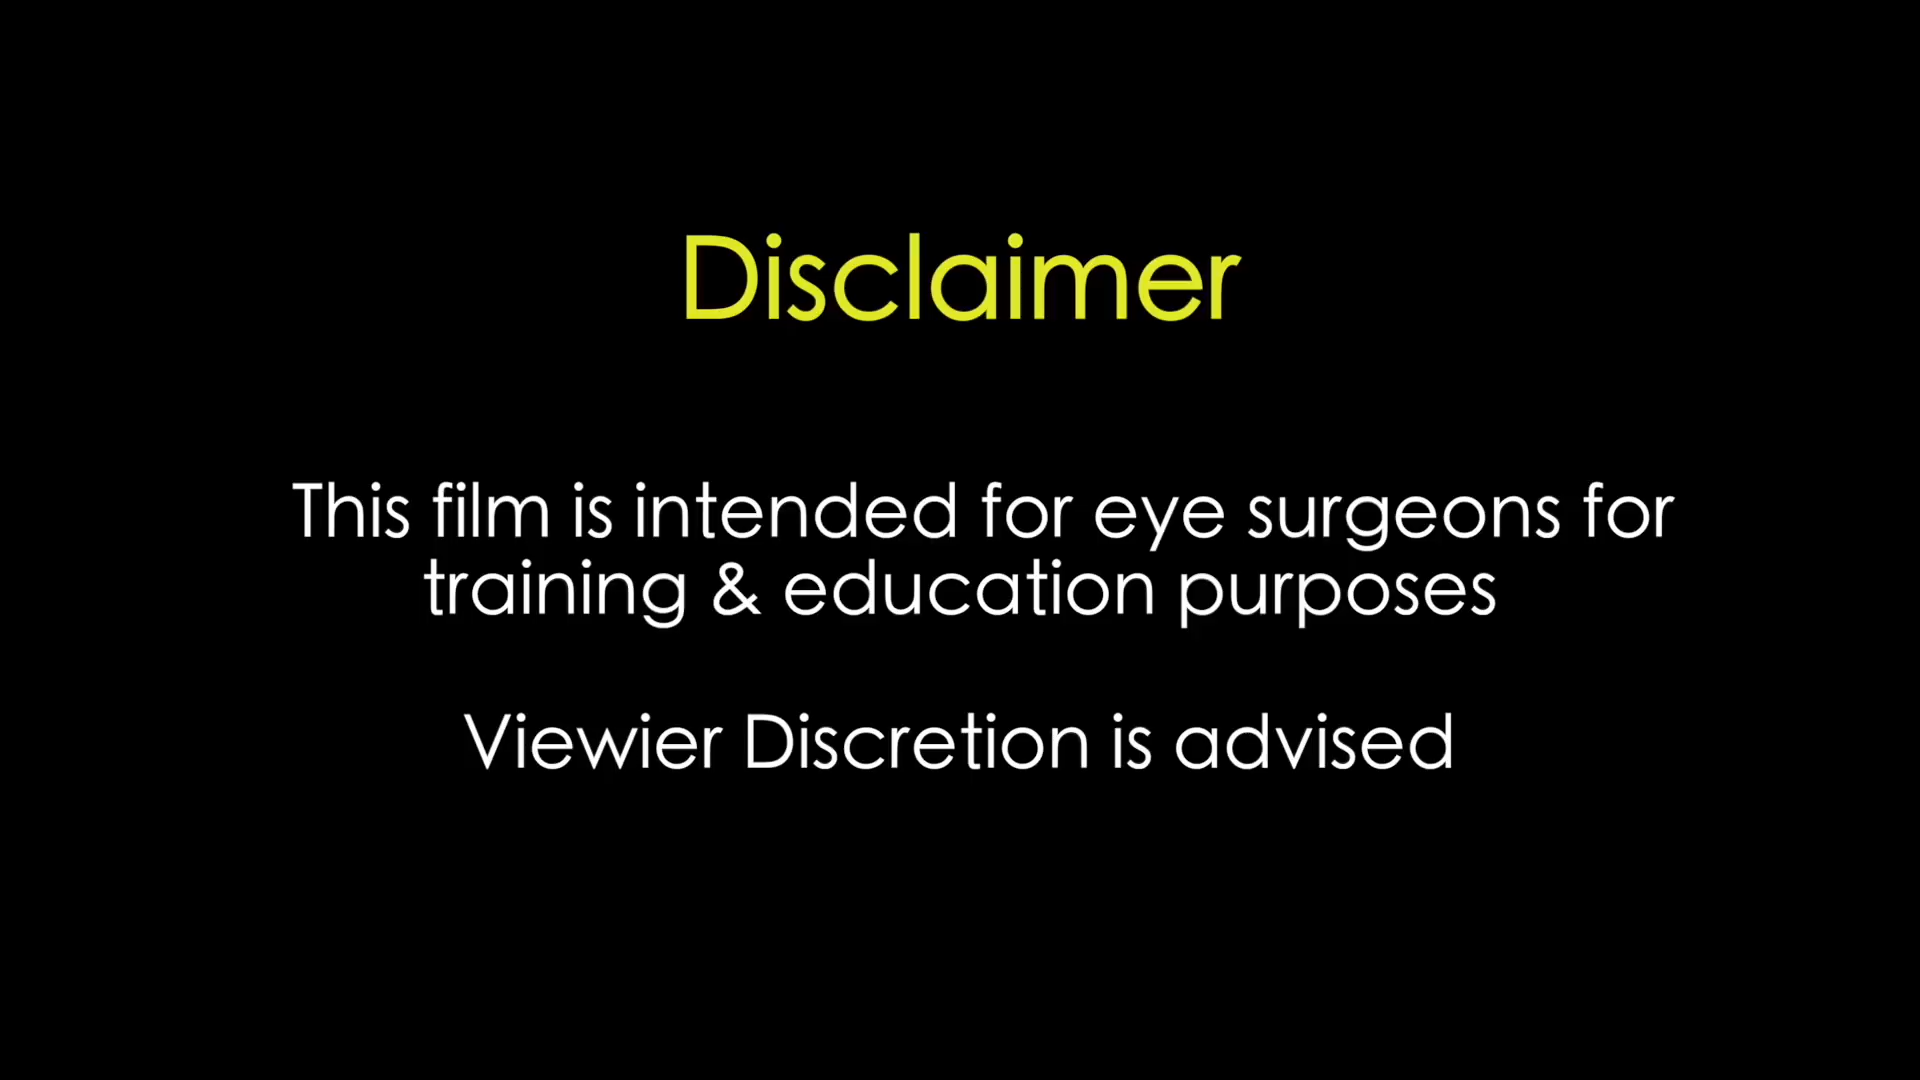 Disclaimer
This film is intended for eye surgeons for
training & education purposes
Viewier Discretion is advised